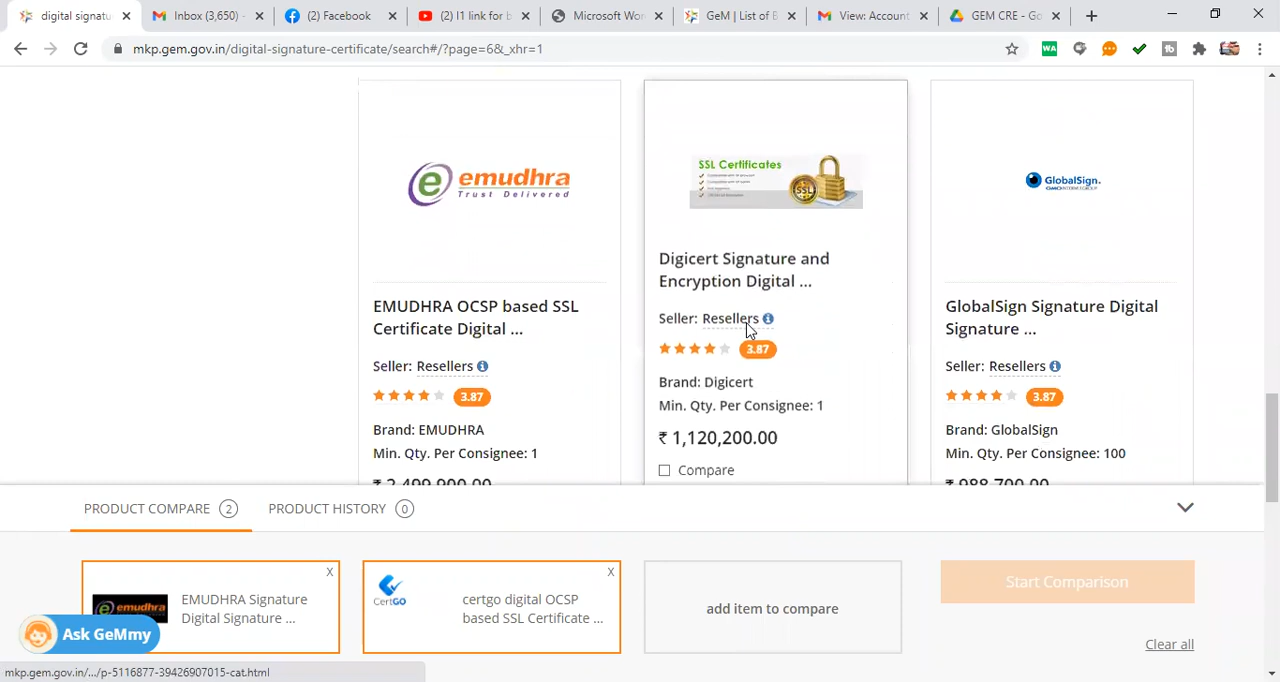 digital signatu
Inbox (3,650) -
(2) Facebook
(2) I1 link for b
Microsoft Wor
GeM | List of E
View: Account
GEM CRE - Go
mkp.gem.gov.in/digital-signature-certificate/search#/?page=6&_xhr=1
WA
emudhra
Trust Delivered
SSL Certificates
SSL
GlobalSign.
Digicert Signature and
Encryption Digital ...
Seller: Resellers
3.87
Brand: Digicert
Min. Qty. Per Consignee: 1
₹ 1,120,200.00
Compare
EMUDHRA OCSP based SSL
Certificate Digital ...
Seller: Resellers
3.87
Brand: EMUDHRA
Min. Qty. Per Consignee: 1
₹ 2,499,900.00
GlobalSign Signature Digital
Signature ...
Seller: Resellers
3.87
Brand: GlobalSign
Min. Qty. Per Consignee: 100
₹ 988,700.00
PRODUCT COMPARE 2
PRODUCT HISTORY 0
X
emudhra
EMUDHRA Signature
Digital Signature ...
X
CertGO
certgo digital OCSP
based SSL Certificate ...
add item to compare
Start Comparison
Clear all
Ask GeMmy
mkp.gem.gov.in/.../p-5116877-39426907015-cat.html